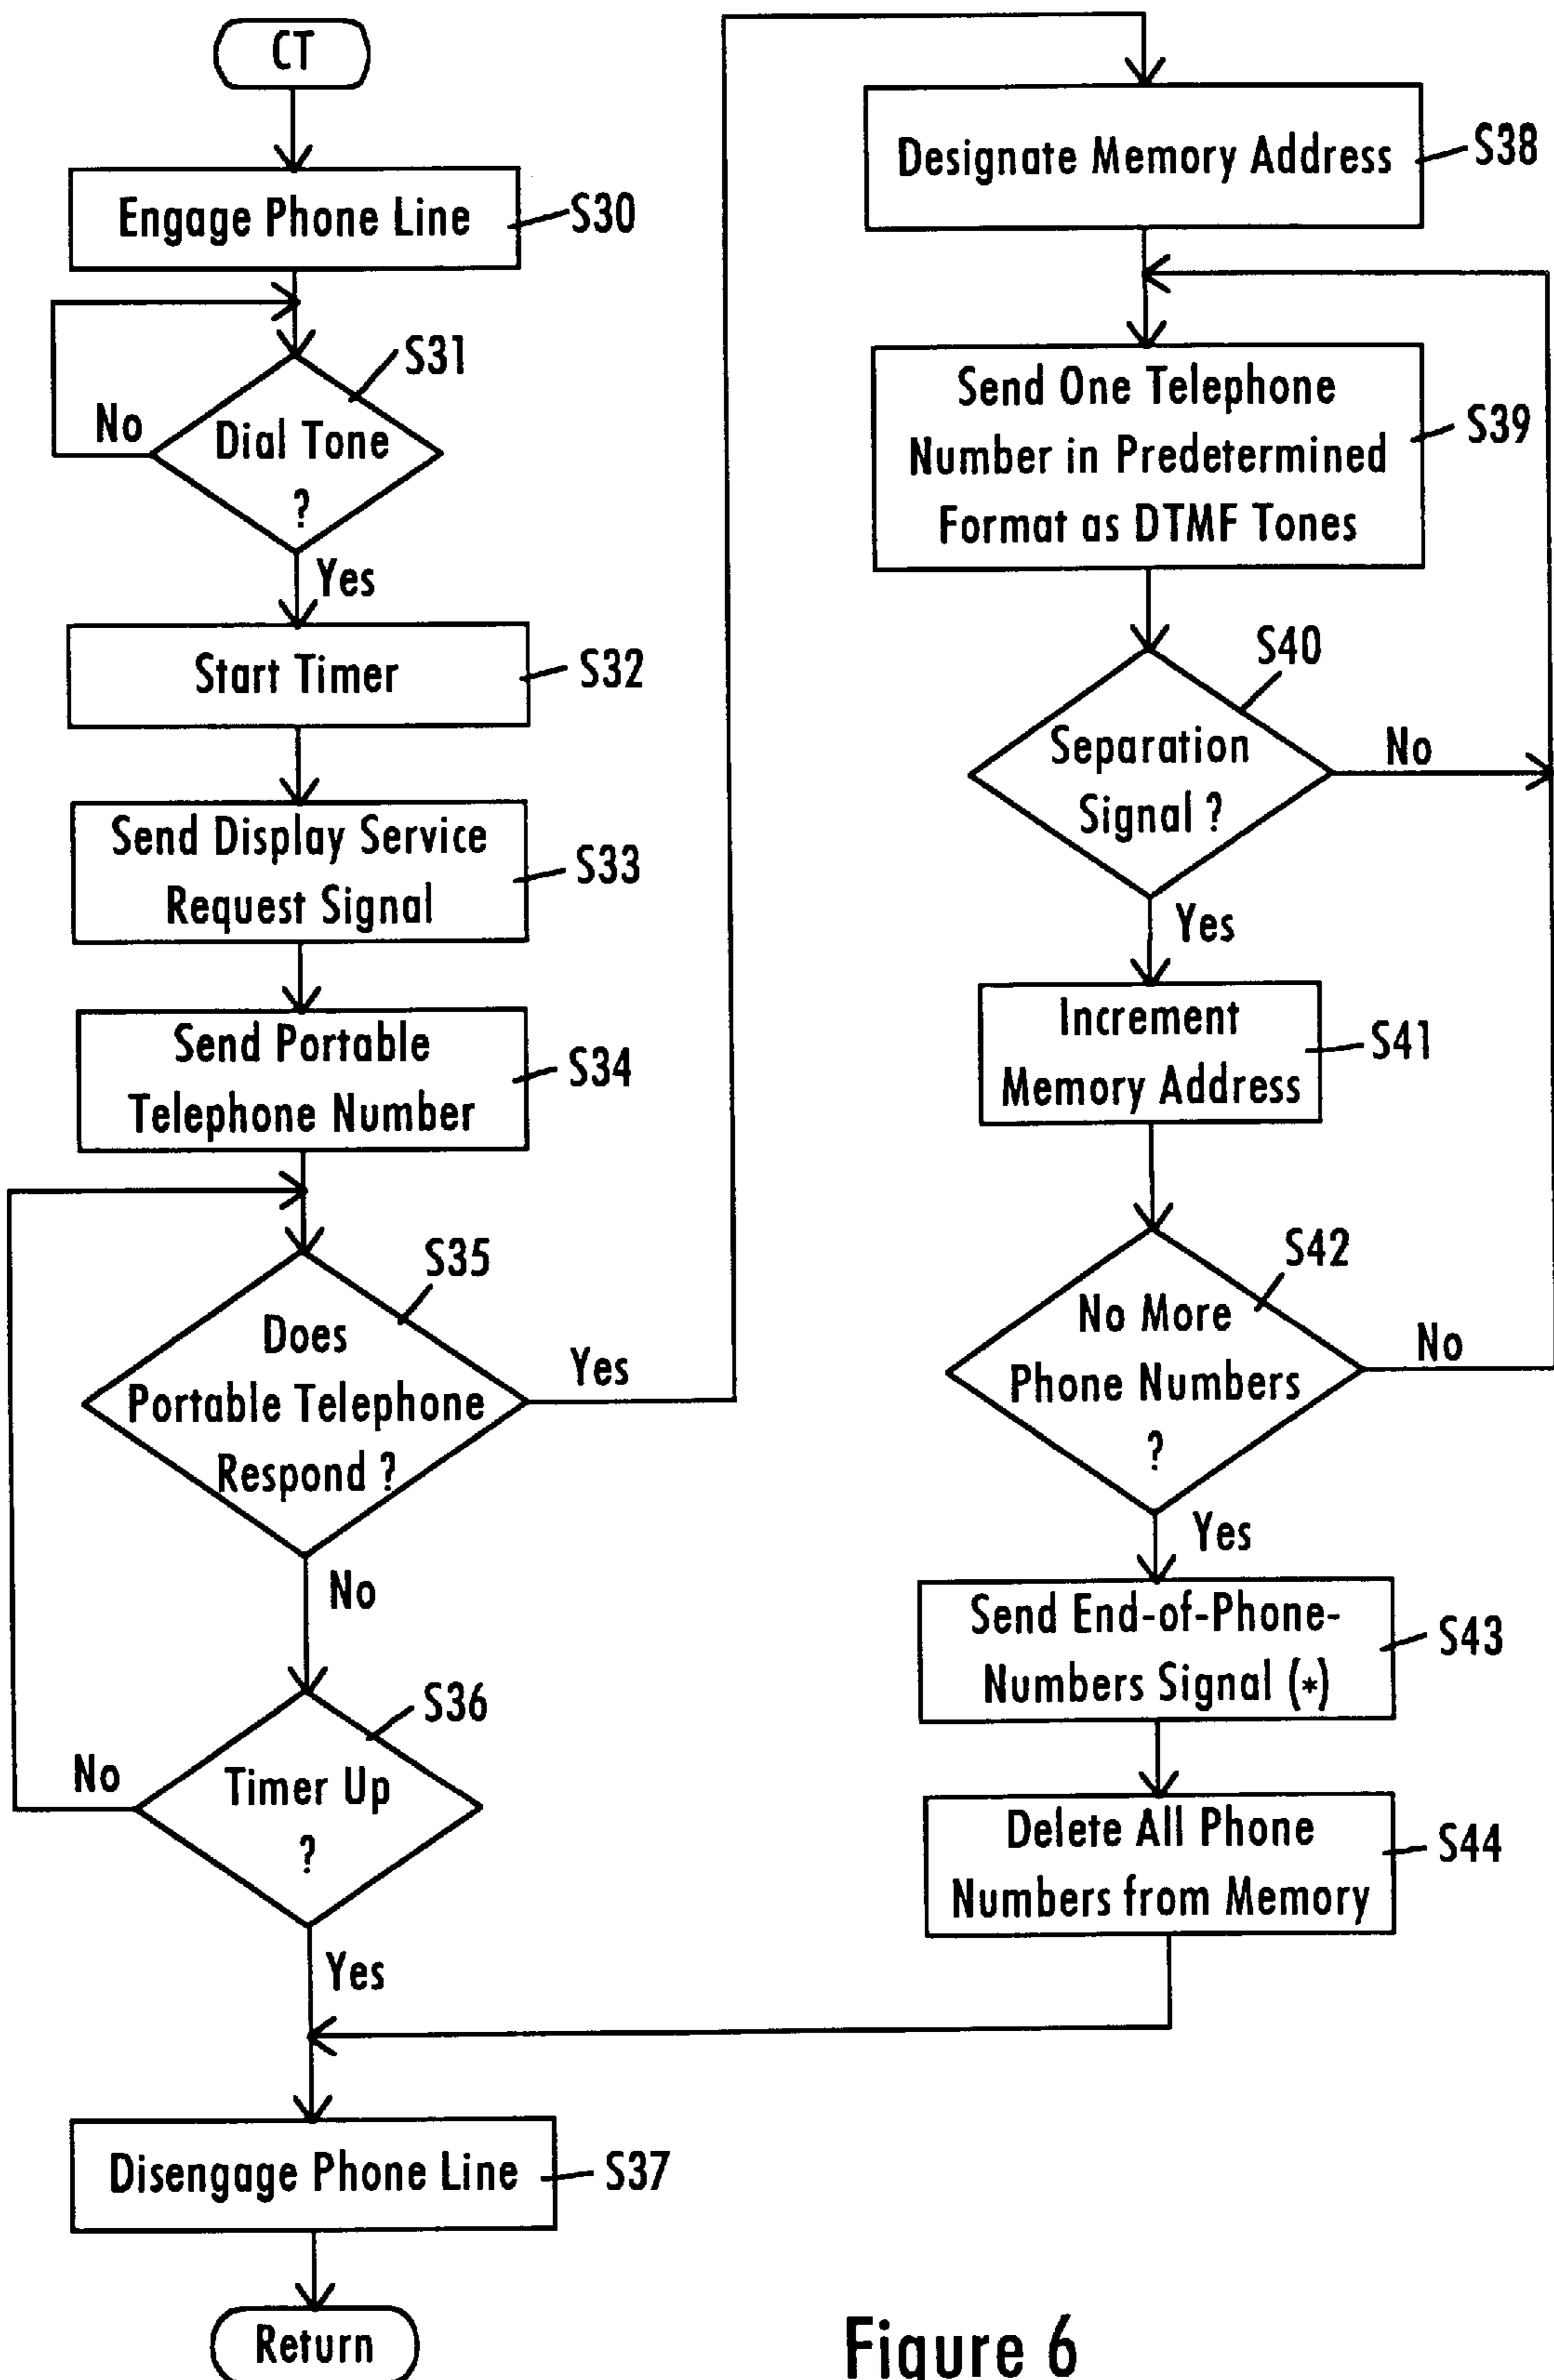 CT
Engage Phone Line
S30
S31
No
Dial Tone
?
Yes
Start Timer
S32
Send Display Service
Request Signal
S33
Send Portable
Telephone Number
S34
S35
Does
Portable Telephone
Respond ?
Yes
No
S36
No
Timer Up
?
Yes
Disengage Phone Line
S37
Return
Designate Memory Address
S38
Send One Telephone
Number in Predetermined
Format as DTMF Tones
S39
S40
Separation
Signal ?
No
Yes
Increment
Memory Address
S41
S42
No More
Phone Numbers
?
No
Yes
Send End-of-Phone-
Numbers Signal (*)
S43
Delete All Phone
Numbers from Memory
S44
Figure 6